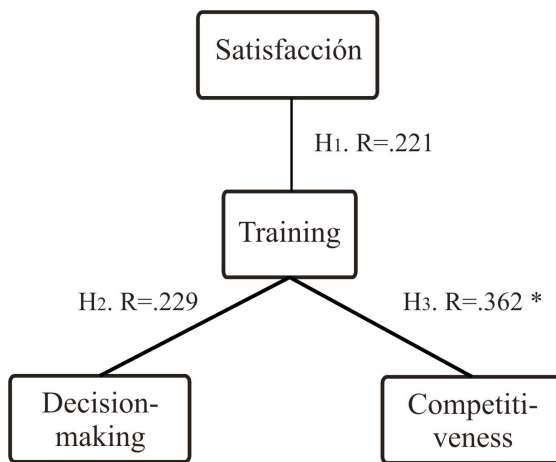 Satisfacción
H1. R=.221
Training
H2. R=.229
H3. R=.362 *
Decision-
making
Competiti-
veness